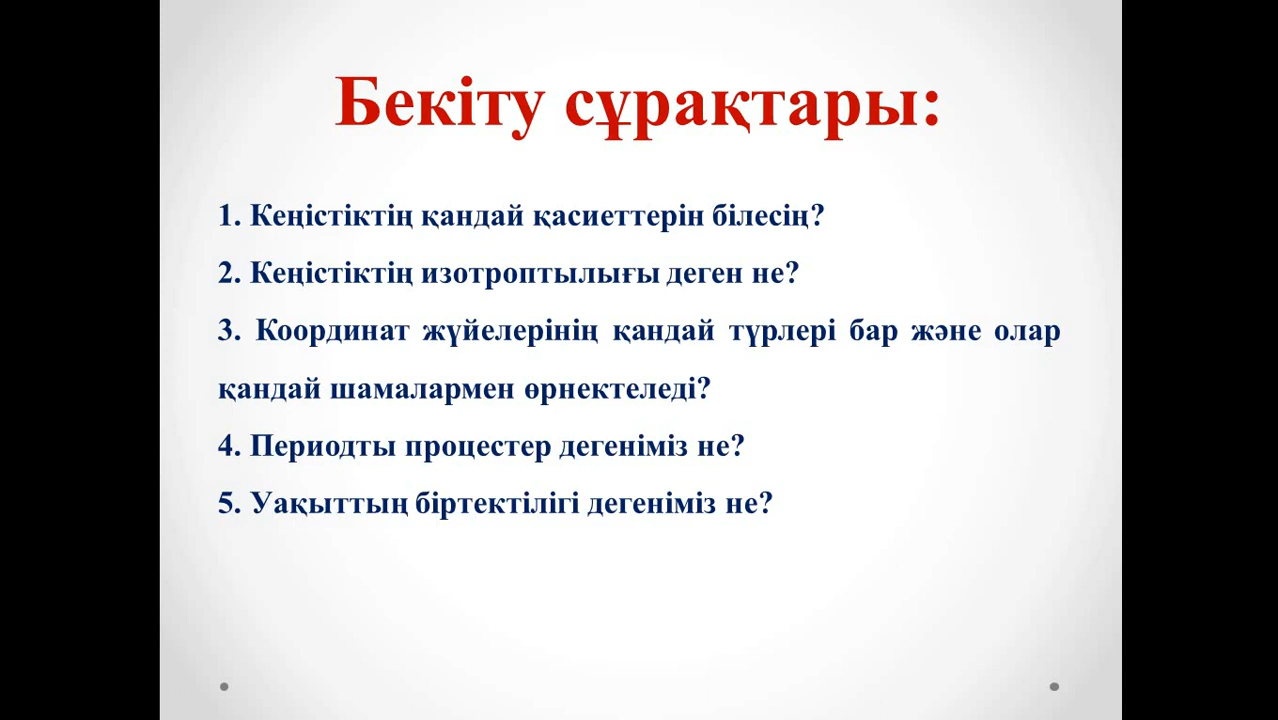 Бекіту сұрақтары:
1. Кеңістіктің қандай қасиеттерін білесің?
2. Кеңістіктің изотроптылығы деген не?
3. Координат жүйелерінің қандай түрлері бар және олар
қандай шамалармен өрнектеледі?
4. Периодты процестер дегеніміз не?
5. Уақыттың біртектілігі дегеніміз не?